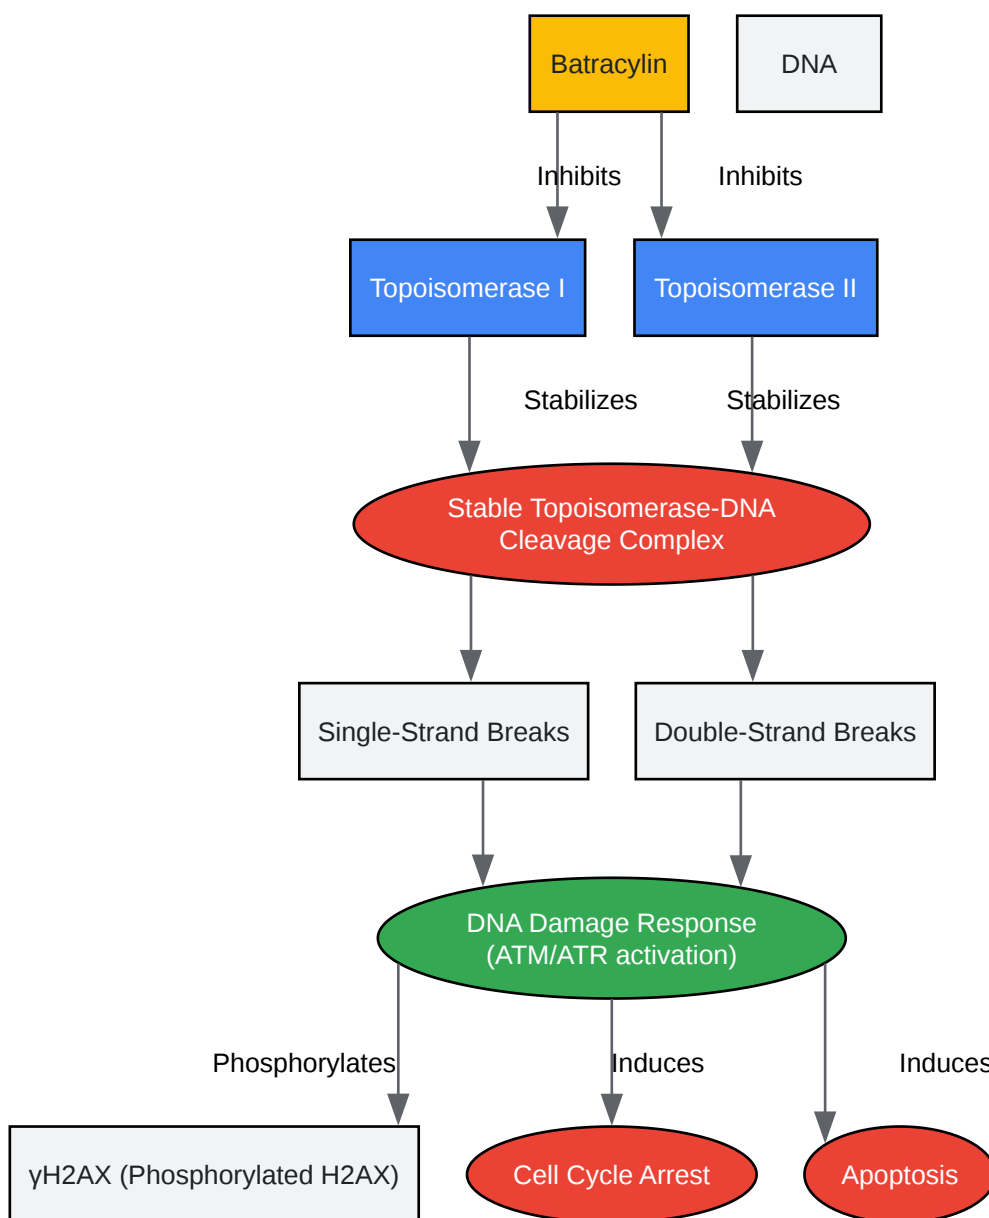 Batracylin
DNA
Inhibits
Inhibits
Topoisomerase I
Topoisomerase II
Stabilizes
Stabilizes
Stable Topoisomerase-DNA
Cleavage Complex
Single-Strand Breaks
Double-Strand Breaks
DNA Damage Response
(ATM/ATR activation)
Phosphorylates
Induces
Induces
γH2AX (Phosphorylated H2AX)
Cell Cycle Arrest
Apoptosis